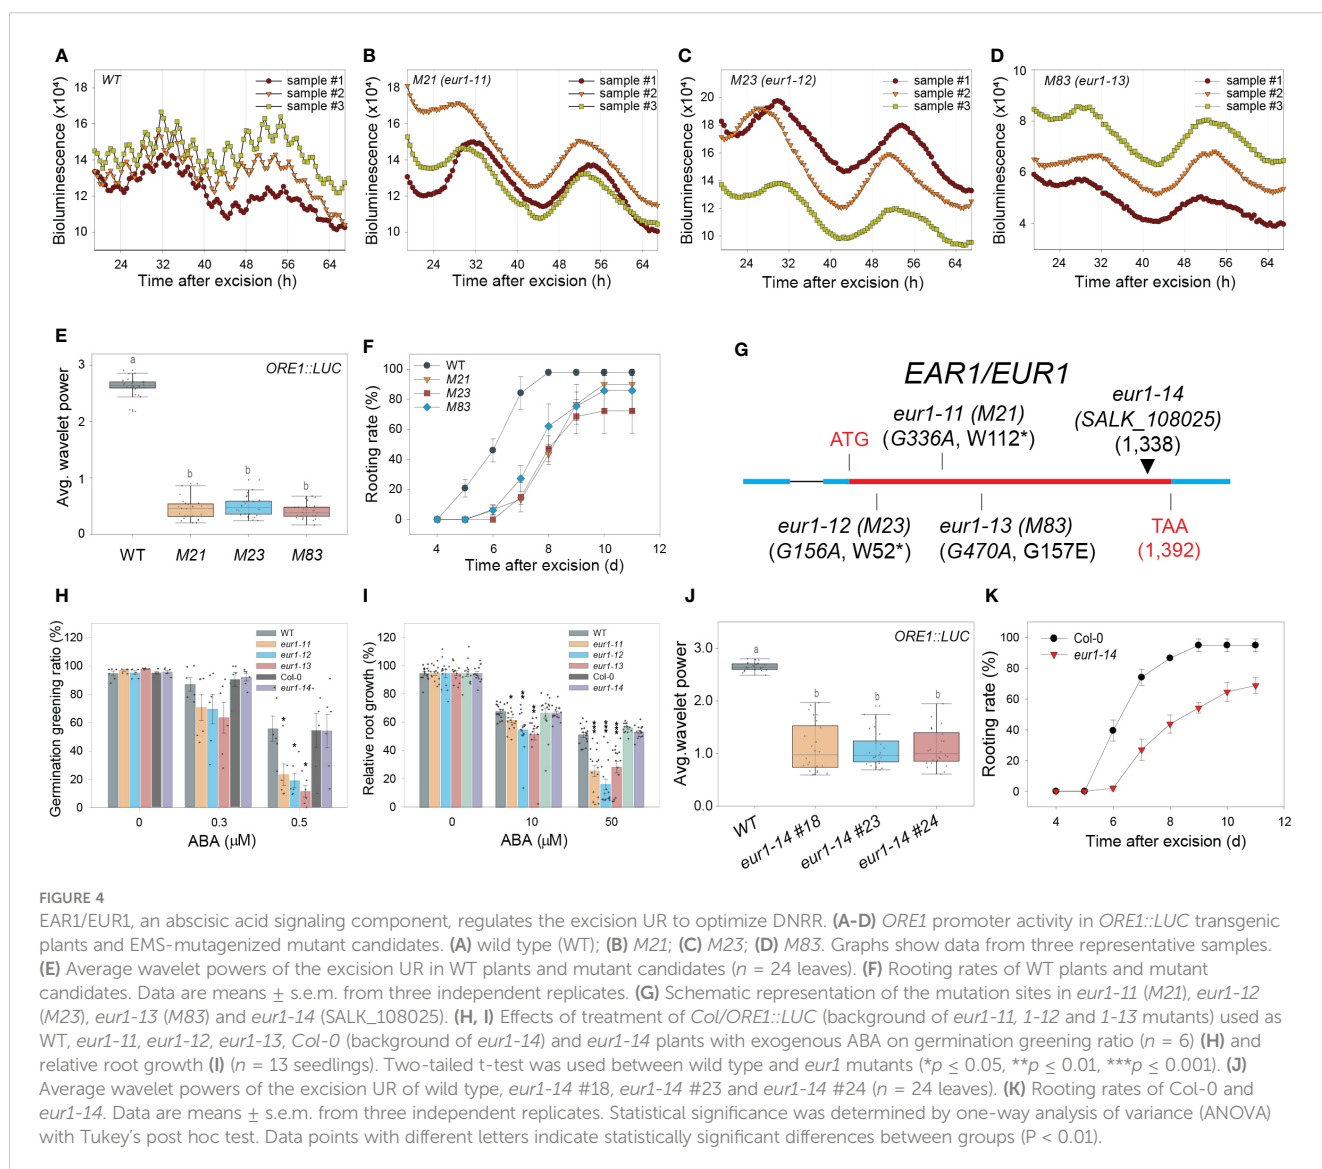 A
WT
sample #1
sample #2
sample #3
Bioluminescence (x10⁴)
18
16
14
12
10
24 32 40 48 56 64
Time after excision (h)
B
M21 (eur1-11)
sample #1
sample #2
sample #3
Bioluminescence (x10⁴)
18
16
14
12
10
24 32 40 48 56 64
Time after excision (h)
C
M23 (eur1-12)
sample #1
sample #2
sample #3
Bioluminescence (x10⁴)
20
18
16
14
12
10
24 32 40 48 56 64
Time after excision (h)
D
M83 (eur1-13)
sample #1
sample #2
sample #3
Bioluminescence (x10⁴)
10
8
6
4
24 32 40 48 56 64
Time after excision (h)
E
ORE1::LUC
Avg. wavelet power
3
2
1
0
a
b
b
b
WT M21 M23 M83
F
WT
M21
M23
M83
Rooting rate (%)
100
80
60
40
20
0
4 6 8 10 12
Time after excision (d)
G
EAR1/EUR1
eur1-11 (M21)
(G336A, W112*)
eur1-14
(SALK_108025)
(1,338)
ATG
eur1-12 (M23)
(G156A, W52*)
eur1-13 (M83)
(G470A, G157E)
TAA
(1,392)
H
WT
eur1-11
eur1-12
eur1-13
Col-0
eur1-14
Germination greening ratio (%)
120
100
80
60
40
20
0
*
*
*
0 0.3 0.5
ABA (μM)
I
WT
eur1-11
eur1-12
eur1-13
Col-0
eur1-14
Relative root growth (%)
120
100
80
60
40
20
0
*
**
***
***
***
***
0 10 50
ABA (μM)
J
ORE1::LUC
Avg.wavelet power
3.0
2.0
1.0
0.0
a
b
b
b
WT
eur1-14 #18
eur1-14 #23
eur1-14 #24
K
Col-0
eur1-14
Rooting rate (%)
100
80
60
40
20
0
4 6 8 10 12
Time after excision (d)
FIGURE 4
EAR1/EUR1, an abscisic acid signaling component, regulates the excision UR to optimize DNRR. (A-D) ORE1 promoter activity in ORE1::LUC transgenic
plants and EMS-mutagenized mutant candidates. (A) wild type (WT); (B) M21; (C) M23; (D) M83. Graphs show data from three representative samples.
(E) Average wavelet powers of the excision UR in WT plants and mutant candidates (n = 24 leaves). (F) Rooting rates of WT plants and mutant
candidates. Data are means ± s.e.m. from three independent replicates. (G) Schematic representation of the mutation sites in eur1-11 (M21), eur1-12
(M23), eur1-13 (M83) and eur1-14 (SALK_108025). (H, I) Effects of treatment of Col/ORE1::LUC (background of eur1-11, 1-12 and 1-13 mutants) used as
WT, eur1-11, eur1-12, eur1-13, Col-0 (background of eur1-14) and eur1-14 plants with exogenous ABA on germination greening ratio (n = 6) (H) and
relative root growth (I) (n = 13 seedlings). Two-tailed t-test was used between wild type and eur1 mutants (*p ≤ 0.05, **p ≤ 0.01, ***p ≤ 0.001). (J)
Average wavelet powers of the excision UR of wild type, eur1-14 #18, eur1-14 #23 and eur1-14 #24 (n = 24 leaves). (K) Rooting rates of Col-0 and
eur1-14. Data are means ± s.e.m. from three independent replicates. Statistical significance was determined by one-way analysis of variance (ANOVA)
with Tukey's post hoc test. Data points with different letters indicate statistically significant differences between groups (P < 0.01).